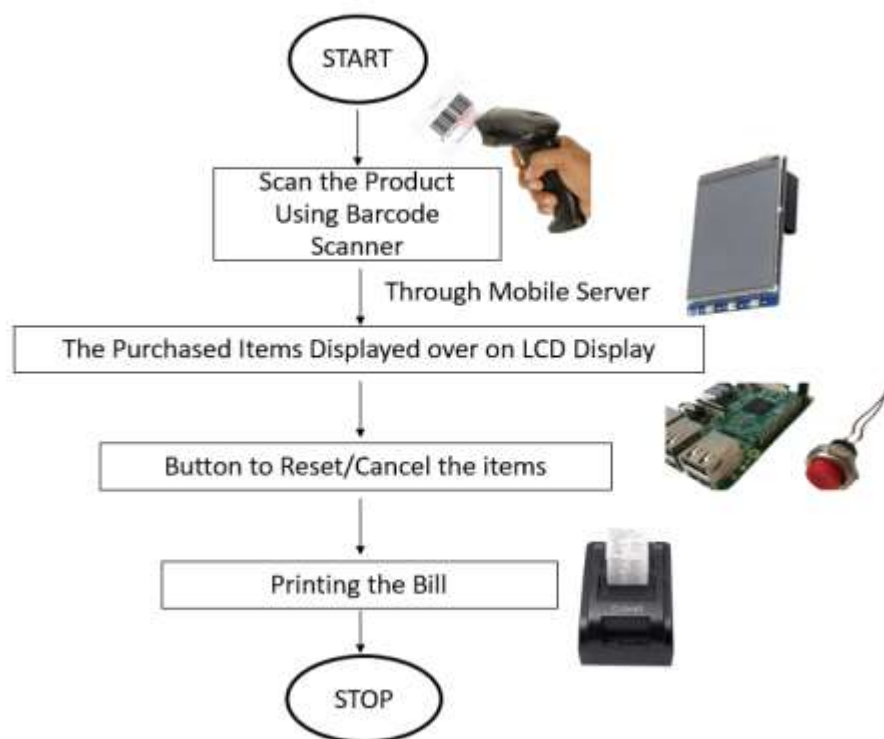 START
Scan the Product
Using Barcode
Scanner
Through Mobile Server
The Purchased Items Displayed over on LCD Display
Button to Reset/Cancel the items
Printing the Bill
STOP